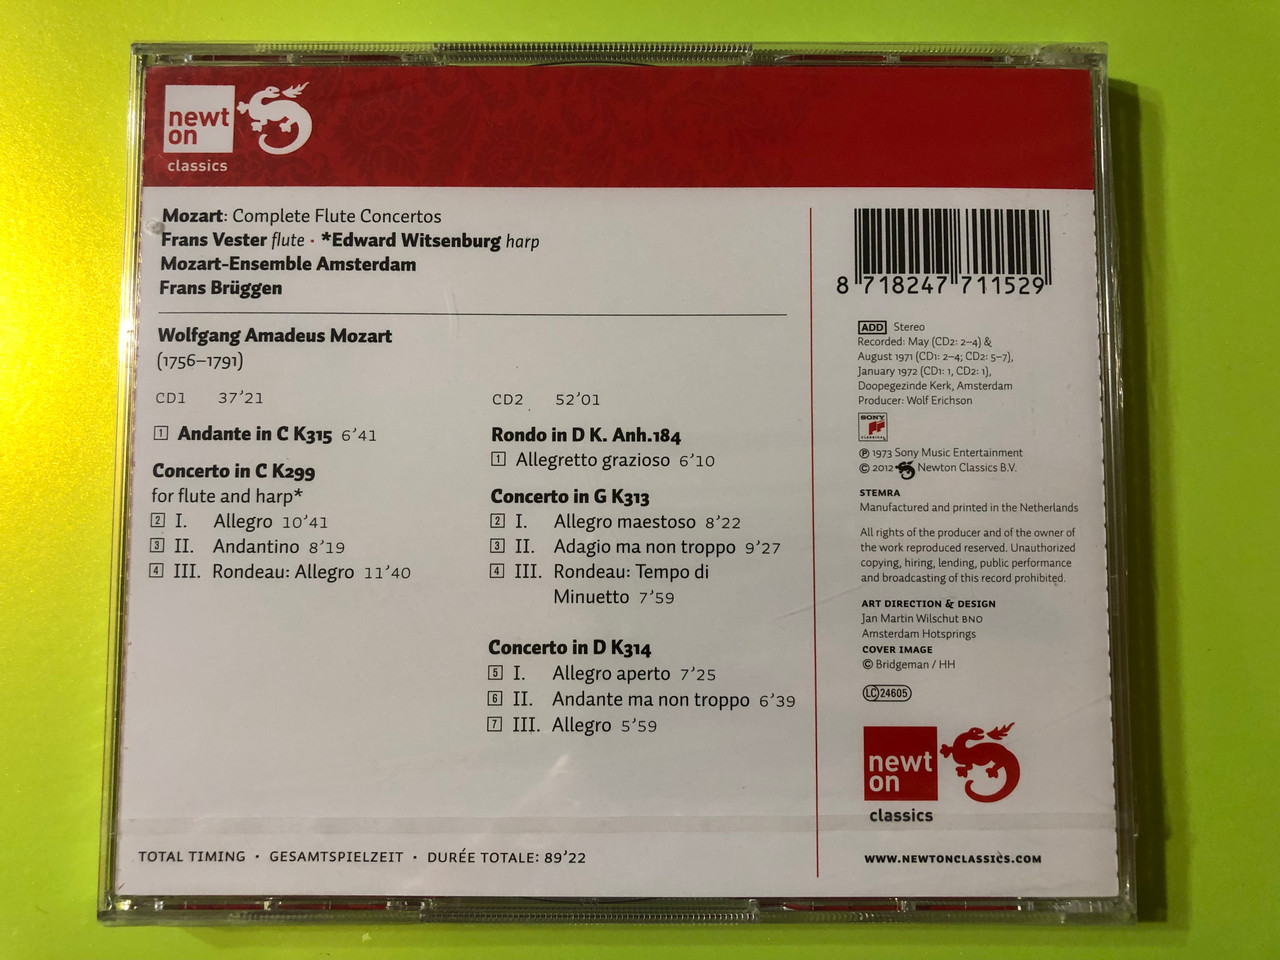 newt
on
classics
Mozart: Complete Flute Concertos
Frans Vester flute · *Edward Witsenburg harp
Mozart-Ensemble Amsterdam
Frans Brüggen
Wolfgang Amadeus Mozart
(1756–1791)
CD1 37’21
1 Andante in C K315 6’41
Concerto in C K299
for flute and harp*
2 I. Allegro 10’41
3 II. Andantino 8’19
4 III. Rondeau: Allegro 11’40
CD2 52’01
Rondo in D K. Anh.184
1 Allegretto grazioso 6’10
Concerto in G K313
2 I. Allegro maestoso 8’22
3 II. Adagio ma non troppo 9’27
4 III. Rondeau: Tempo di
Minuetto 7’59
Concerto in D K314
5 I. Allegro aperto 7’25
6 II. Andante ma non troppo 6’39
7 III. Allegro 5’59
TOTAL TIMING · GESAMTSPIELZEIT · DURÉE TOTALE: 89’22
8 718247 711529
ADD Stereo
Recorded: May (CD2: 2–4) &
August 1971 (CD1: 2–4; CD2: 5–7),
January 1972 (CD1: 1, CD2: 1),
Doopegezinde Kerk, Amsterdam
Producer: Wolf Erichson
SONY
CLASSICAL
℗ 1973 Sony Music Entertainment
© 2012 Newton Classics B.V.
STEMRA
Manufactured and printed in the Netherlands
All rights of the producer and of the owner of
the work reproduced reserved. Unauthorized
copying, hiring, lending, public performance
and broadcasting of this record prohibited.
ART DIRECTION & DESIGN
Jan Martin Wilschut BNO
Amsterdam Hotsprings
COVER IMAGE
© Bridgeman / HH
LC 24605
newt
on
classics
WWW.NEWTONCLASSICS.COM